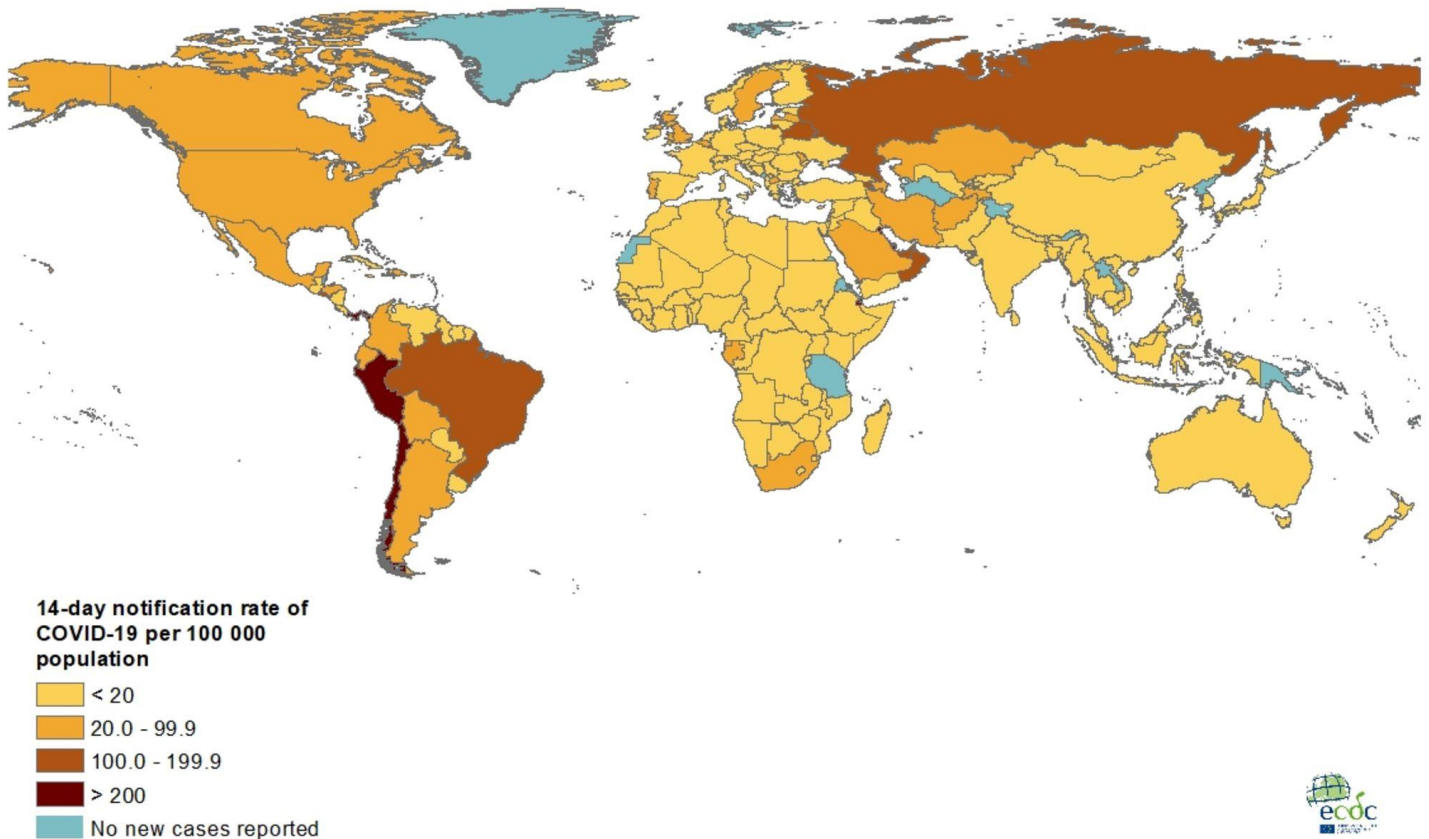 14-day notification rate of
COVID-19 per 100 000
population
< 20
20.0 - 99.9
100.0 - 199.9
> 200
No new cases reported
ecdc